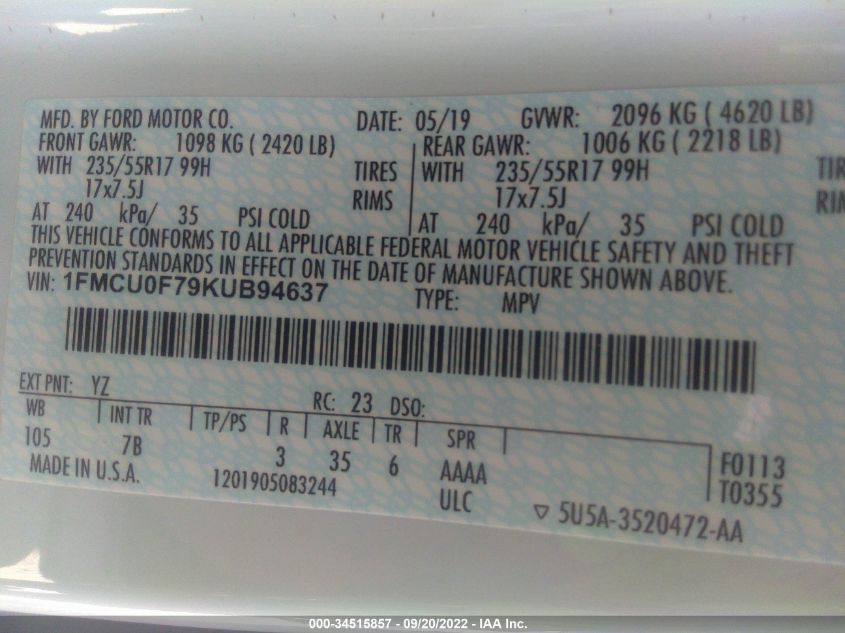 MFD. BY FORD MOTOR CO. DATE: 05/19 GVWR: 2096 KG ( 4620 LB)
FRONT GAWR: 1098 KG ( 2420 LB) REAR GAWR: 1006 KG ( 2218 LB)
WITH 235/55R17 99H TIRES WITH 235/55R17 99H TIR
17x7.5J RIMS 17x7.5J RIM
AT 240 kPa/ 35 PSI COLD AT 240 kPa/ 35 PSI COLD
THIS VEHICLE CONFORMS TO ALL APPLICABLE FEDERAL MOTOR VEHICLE SAFETY AND THEFT
PREVENTION STANDARDS IN EFFECT ON THE DATE OF MANUFACTURE SHOWN ABOVE.
VIN: 1FMCU0F79KUB94637 TYPE: MPV
EXT PNT: YZ RC: 23 DSO:
WB INT TR TP/PS R AXLE TR SPR
105 7B 3 35 6 AAAA F0113
MADE IN U.S.A. 1201905083244 ULC T0355
▽ 5U5A-3520472-AA
000-34515857 - 09/20/2022 - IAA Inc.